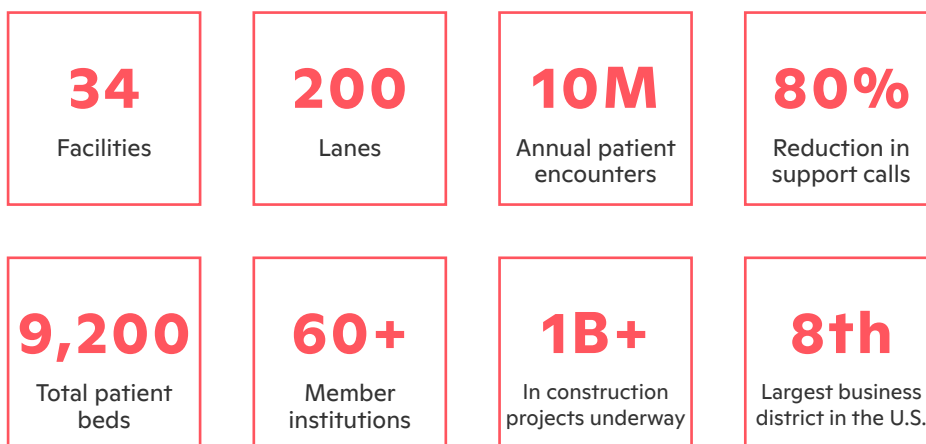 34
Facilities
200
Lanes
10M
Annual patient
encounters
80%
Reduction in
support calls
9,200
Total patient
beds
60+
Member
institutions
1B+
In construction
projects underway
8th
Largest business
district in the U.S.